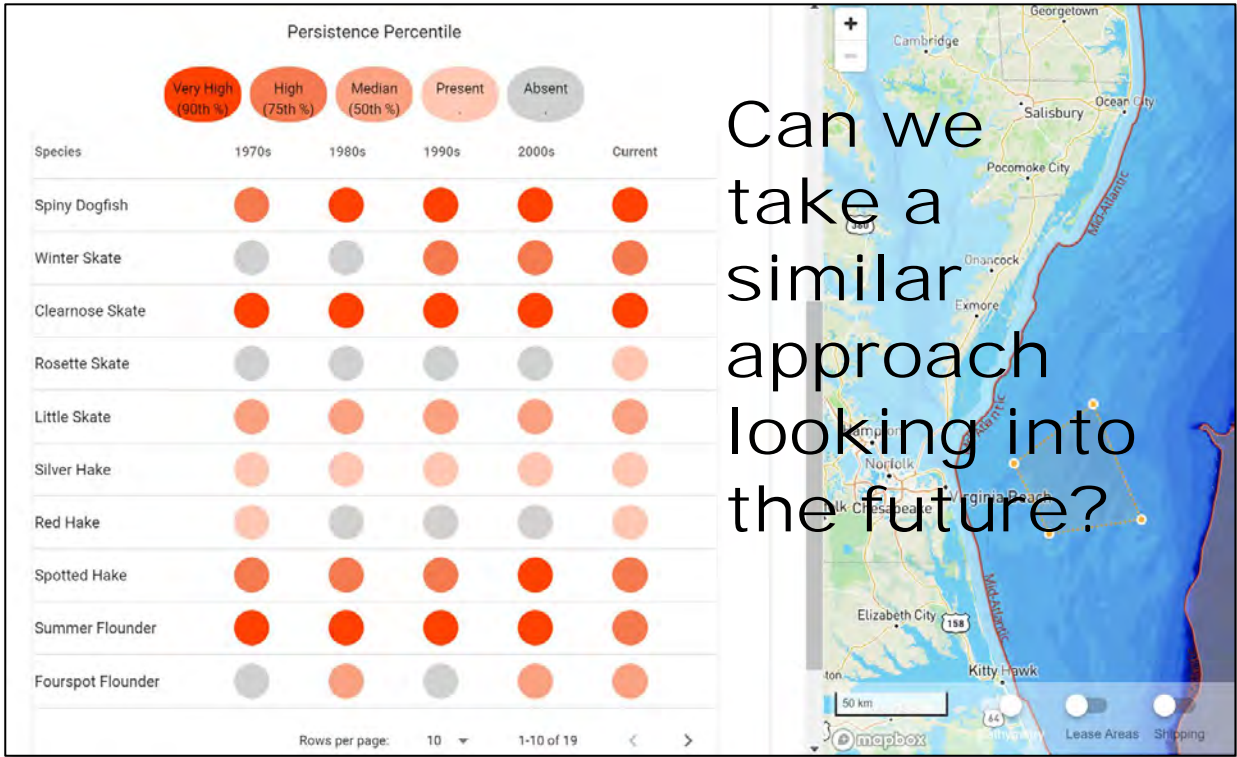 Persistence Percentile
Very High
(90th %)
High
(75th %)
Median
(50th %)
Present
.
Absent
.
Species 1970s 1980s 1990s 2000s Current
Spiny Dogfish
Winter Skate
Clearnose Skate
Rosette Skate
Little Skate
Silver Hake
Red Hake
Spotted Hake
Summer Flounder
Fourspot Flounder
Rows per page: 10 1-10 of 19 < >
Can we
take a
similar
approach
looking into
the future?
+
−
Georgetown
Cambridge
Ocean City
Salisbury
Pocomoke City
Mid-Atlantic
Onancock
Exmore
Norfolk
Virginia Beach
Chesapeake
Mid-Atlantic
Elizabeth City
158
Kitty Hawk
ton
50 km
64
mapbox
Lease Areas
Shipping